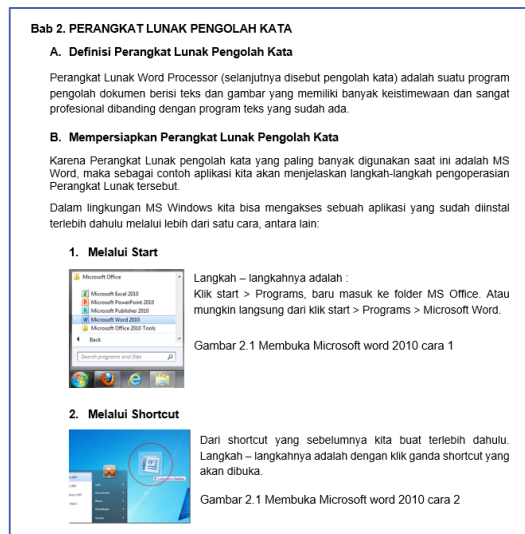 Bab 2. PERANGKAT LUNAK PENGOLAH KATA
A. Definisi Perangkat Lunak Pengolah Kata
Perangkat Lunak Word Processor (selanjutnya disebut pengolah kata) adalah suatu program
pengolah dokumen berisi teks dan gambar yang memiliki banyak keistimewaan dan sangat
profesional dibanding dengan program teks yang sudah ada.
B. Mempersiapkan Perangkat Lunak Pengolah Kata
Karena Perangkat Lunak pengolah kata yang paling banyak digunakan saat ini adalah MS
Word, maka sebagai contoh aplikasi kita akan menjelaskan langkah-langkah pengoperasian
Perangkat Lunak tersebut.
Dalam lingkungan MS Windows kita bisa mengakses sebuah aplikasi yang sudah diinstal
terlebih dahulu melalui lebih dari satu cara, antara lain:
1. Melalui Start
Microsoft Office
Microsoft Excel 2010
Microsoft PowerPoint 2010
Microsoft Publisher 2010
Microsoft Word 2010
Microsoft Office 2010 Tools
Back
Search programs and files
Langkah – langkahnya adalah :
Klik start > Programs, baru masuk ke folder MS Office. Atau
mungkin langsung dari klik start > Programs > Microsoft Word.
Gambar 2.1 Membuka Microsoft word 2010 cara 1
2. Melalui Shortcut
Dari shortcut yang sebelumnya kita buat terlebih dahulu.
Langkah – langkahnya adalah dengan klik ganda shortcut yang
akan dibuka.
Gambar 2.1 Membuka Microsoft word 2010 cara 2